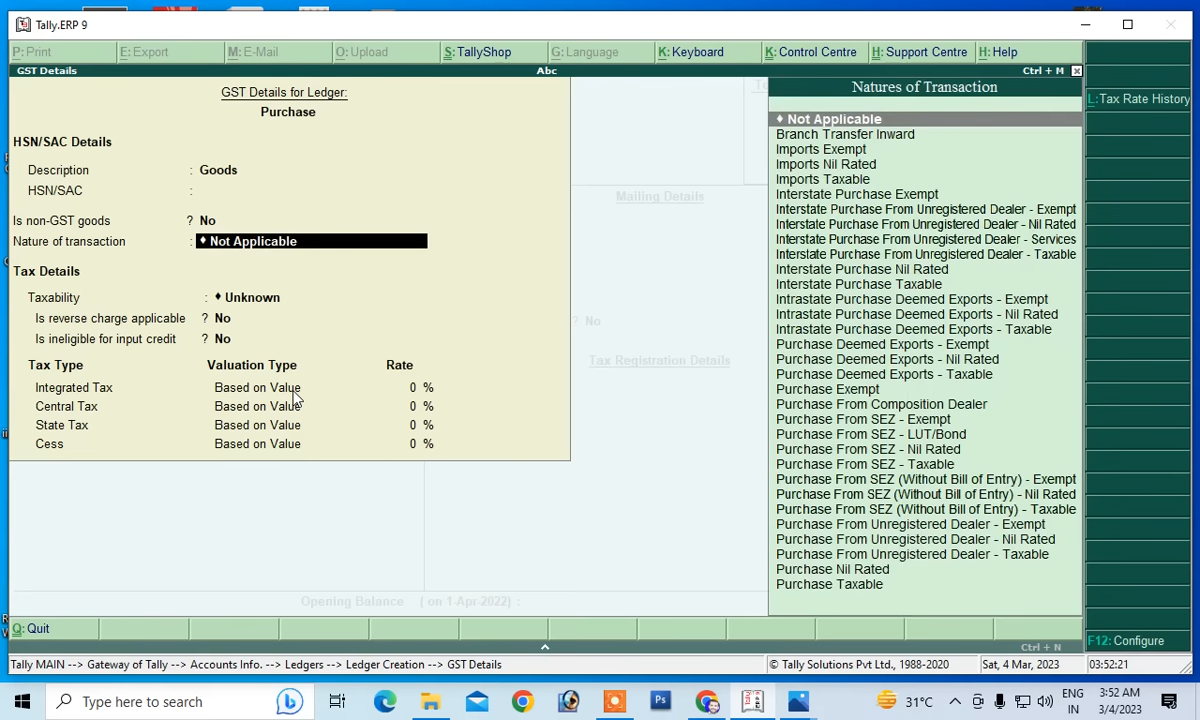 Tally.ERP 9
P: Print
E: Export
M: E-Mail
O: Upload
S: TallyShop
G: Language
K: Keyboard
K: Control Centre
H: Support Centre
H: Help
GST Details
Abc
Ctrl + M
GST Details for Ledger:
Purchase
HSN/SAC Details
Description : Goods
HSN/SAC :
Is non-GST goods ? No
Nature of transaction : ♦ Not Applicable
Tax Details
Taxability : ♦ Unknown
Is reverse charge applicable ? No
Is ineligible for input credit ? No
Tax Type Valuation Type Rate
Integrated Tax Based on Value 0 %
Central Tax Based on Value 0 %
State Tax Based on Value 0 %
Cess Based on Value 0 %
Mailing Details
? No
Tax Registration Details
Opening Balance ( on 1-Apr-2022) :
Natures of Transaction
♦ Not Applicable
Branch Transfer Inward
Imports Exempt
Imports Nil Rated
Imports Taxable
Interstate Purchase Exempt
Interstate Purchase From Unregistered Dealer - Exempt
Interstate Purchase From Unregistered Dealer - Nil Rated
Interstate Purchase From Unregistered Dealer - Services
Interstate Purchase From Unregistered Dealer - Taxable
Interstate Purchase Nil Rated
Interstate Purchase Taxable
Intrastate Purchase Deemed Exports - Exempt
Intrastate Purchase Deemed Exports - Nil Rated
Intrastate Purchase Deemed Exports - Taxable
Purchase Deemed Exports - Exempt
Purchase Deemed Exports - Nil Rated
Purchase Deemed Exports - Taxable
Purchase Exempt
Purchase From Composition Dealer
Purchase From SEZ - Exempt
Purchase From SEZ - LUT/Bond
Purchase From SEZ - Nil Rated
Purchase From SEZ - Taxable
Purchase From SEZ (Without Bill of Entry) - Exempt
Purchase From SEZ (Without Bill of Entry) - Nil Rated
Purchase From SEZ (Without Bill of Entry) - Taxable
Purchase From Unregistered Dealer - Exempt
Purchase From Unregistered Dealer - Nil Rated
Purchase From Unregistered Dealer - Taxable
Purchase Nil Rated
Purchase Taxable
L: Tax Rate History
F12: Configure
Q: Quit
Ctrl + N
Tally MAIN --> Gateway of Tally --> Accounts Info. --> Ledgers --> Ledger Creation --> GST Details
© Tally Solutions Pvt Ltd., 1988-2020
Sat, 4 Mar, 2023
03:52:21
Type here to search
Ps
31°C
ENG
IN
3:52 AM
3/4/2023